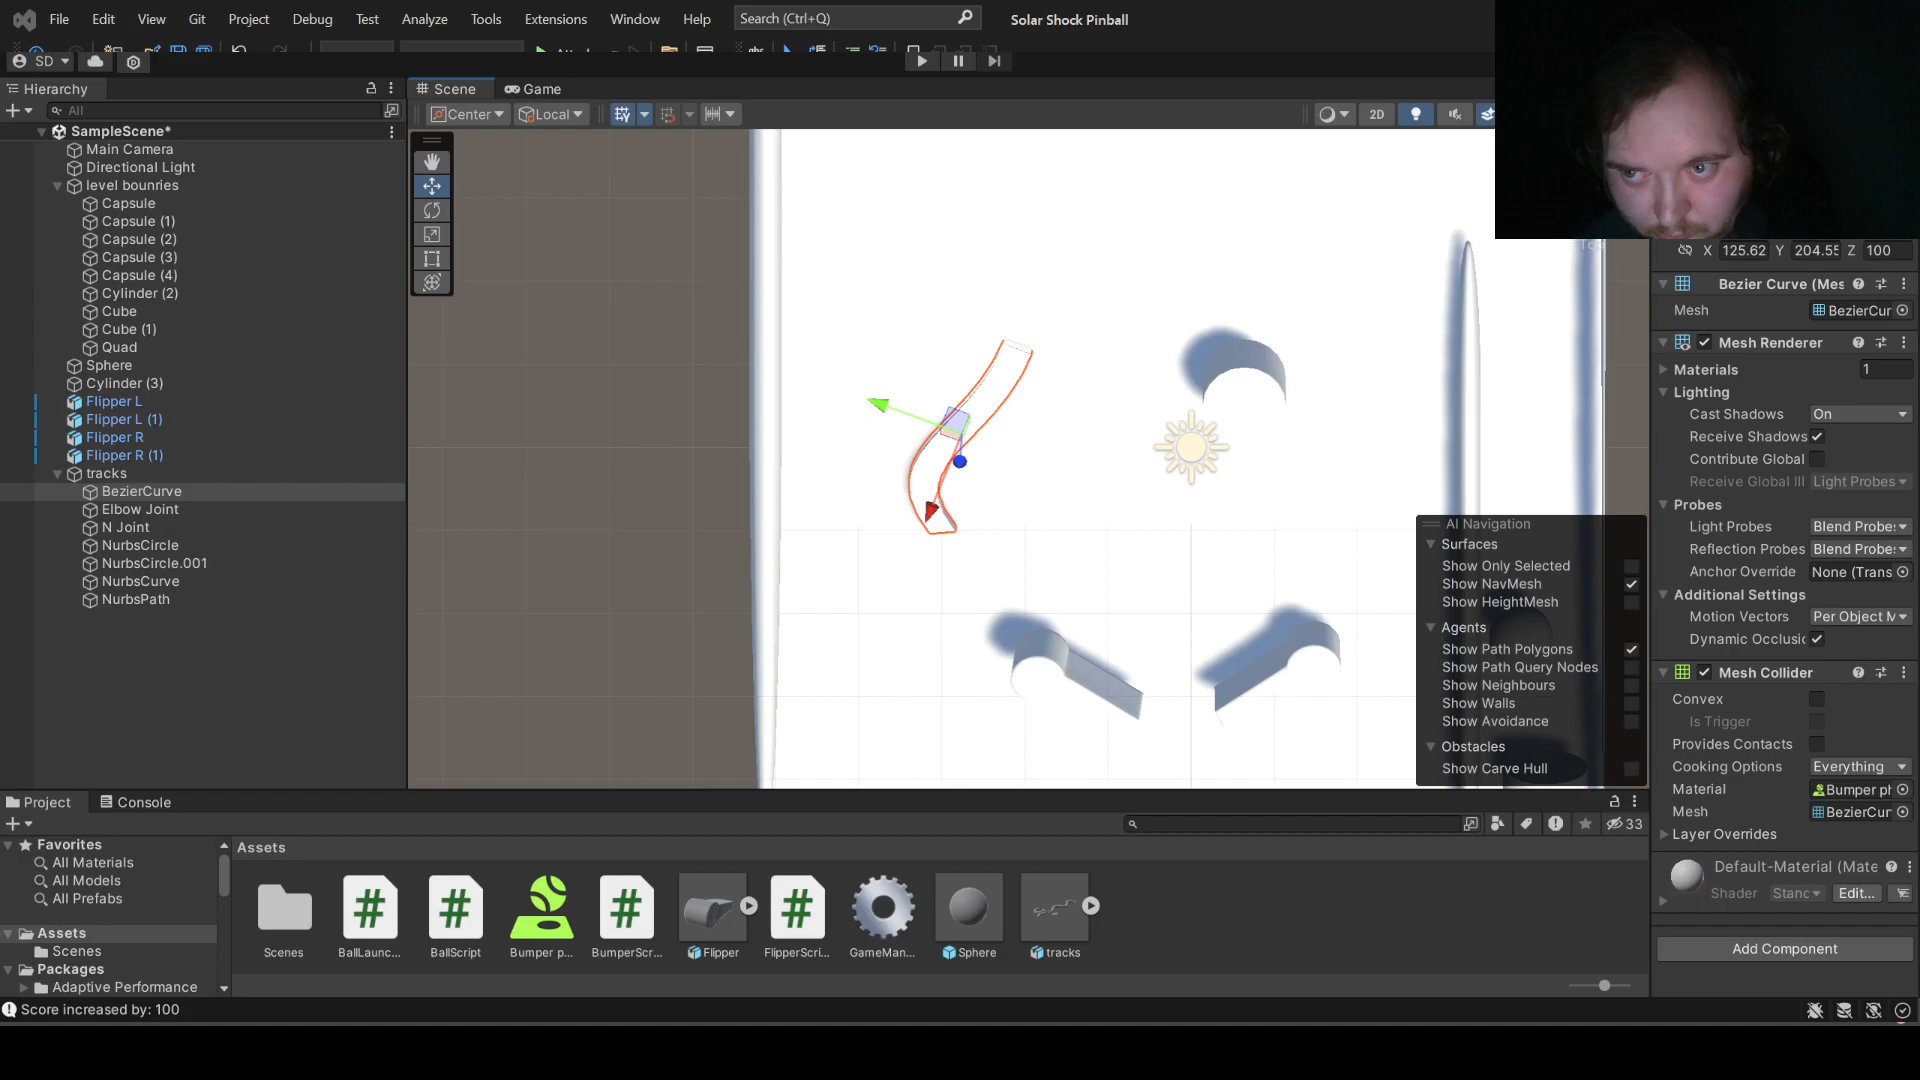 File Edit View Git Project Debug Test Analyze Tools Extensions Window Help Search (Ctrl+Q) Solar Shock Pinball
SD
Hierarchy
All
SampleScene*
Main Camera
Directional Light
level bounries
Capsule
Capsule (1)
Capsule (2)
Capsule (3)
Capsule (4)
Cylinder (2)
Cube
Cube (1)
Quad
Sphere
Cylinder (3)
Flipper L
Flipper L (1)
Flipper R
Flipper R (1)
tracks
BezierCurve
Elbow Joint
N Joint
NurbsCircle
NurbsCircle.001
NurbsCurve
NurbsPath
Scene Game
Center Local 2D
AI Navigation
Surfaces
Show Only Selected
Show NavMesh
Show HeightMesh
Agents
Show Path Polygons
Show Path Query Nodes
Show Neighbours
Show Walls
Show Avoidance
Obstacles
Show Carve Hull
X 125.62 Y 204.55 Z 100
Bezier Curve (Mes
Mesh BezierCur
Mesh Renderer
Materials 1
Lighting
Cast Shadows On
Receive Shadows
Contribute Global
Receive Global Ill Light Probes
Probes
Light Probes Blend Probe
Reflection Probes Blend Probe
Anchor Override None (Trans
Additional Settings
Motion Vectors Per Object M
Dynamic Occlusic
Mesh Collider
Convex
Is Trigger
Provides Contacts
Cooking Options Everything
Material Bumper ph
Mesh BezierCur
Layer Overrides
Default-Material (Mate
Shader Stanc Edit...
Add Component
Project Console
33
Favorites
All Materials
All Models
All Prefabs
Assets
Scenes
Packages
Adaptive Performance
Assets
Scenes BallLaunc... BallScript Bumper p... BumperScr... Flipper FlipperScri... GameMan... Sphere tracks
Score increased by: 100